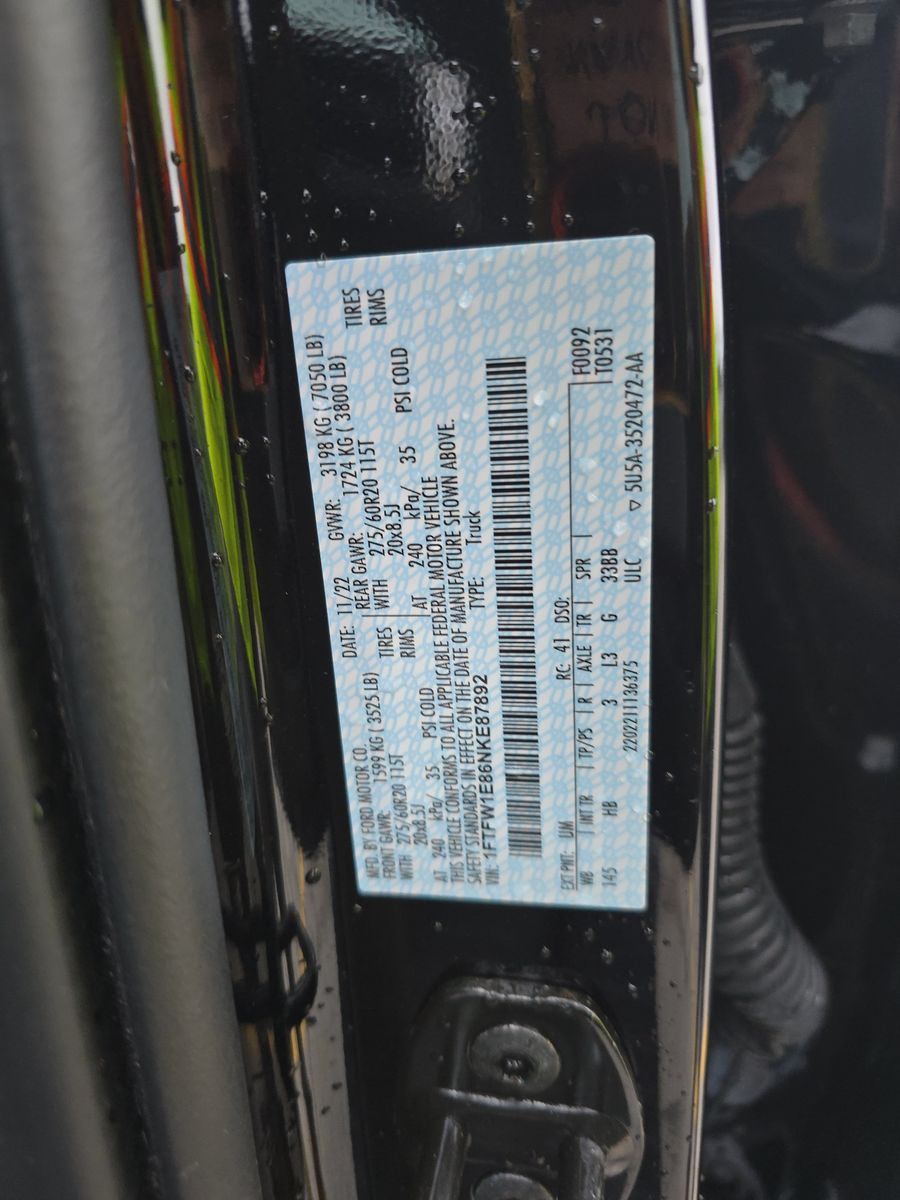 MFD. BY FORD MOTOR CO. DATE: 11/22 GVWR: 3198 KG ( 7050 LB)
FRONT GAWR: 1599 KG ( 3525 LB) REAR GAWR: 1724 KG ( 3800 LB)
WITH 275/60R20 115T TIRES WITH 275/60R20 115T TIRES
20x8.5J RIMS 20x8.5J RIMS
AT 240 kPa/ 35 PSI COLD AT 240 kPa/ 35 PSI COLD
THIS VEHICLE CONFORMS TO ALL APPLICABLE FEDERAL MOTOR VEHICLE
SAFETY STANDARDS IN EFFECT ON THE DATE OF MANUFACTURE SHOWN ABOVE.
VIN: 1FTFW1E86NKE87892 TYPE: Truck
EXT PNT: UM RC: 41 DSO: F0092
WB INT TR TP/PS R AXLE TR SPR T0531
145 HB 3 L3 G 33BB
2202211136375 ULC ▽ 5U5A-3520472-AA